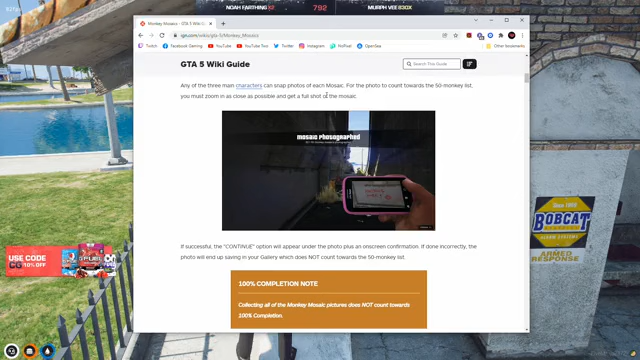 NOAH FARTHING
792
MURPH VEE
Monkey Mosaics - GTA 5 Wiki G
ign.com/wikis/gta-5/Monkey_Mosaics
Twitch
Facebook Gaming
YouTube
YouTube Two
Twitter
Instagram
NoPixel
OpenSea
Other bookmarks
GTA 5 Wiki Guide
Search This Guide
Any of the three main characters can snap photos of each Mosaic. For the photo to count towards the 50-monkey list,
you must zoom in as close as possible and get a full shot of the mosaic.
mosaic photographed
If successful, the "CONTINUE" option will appear under the photo plus an onscreen confirmation. If done incorrectly, the
photo will end up saving in your Gallery which does NOT count towards the 50-monkey list.
100% COMPLETION NOTE
Collecting all of the Monkey Mosaic pictures does NOT count towards
100% Completion.
USE CODE
10% OFF
BOBCAT
ARMED
RESPONSE